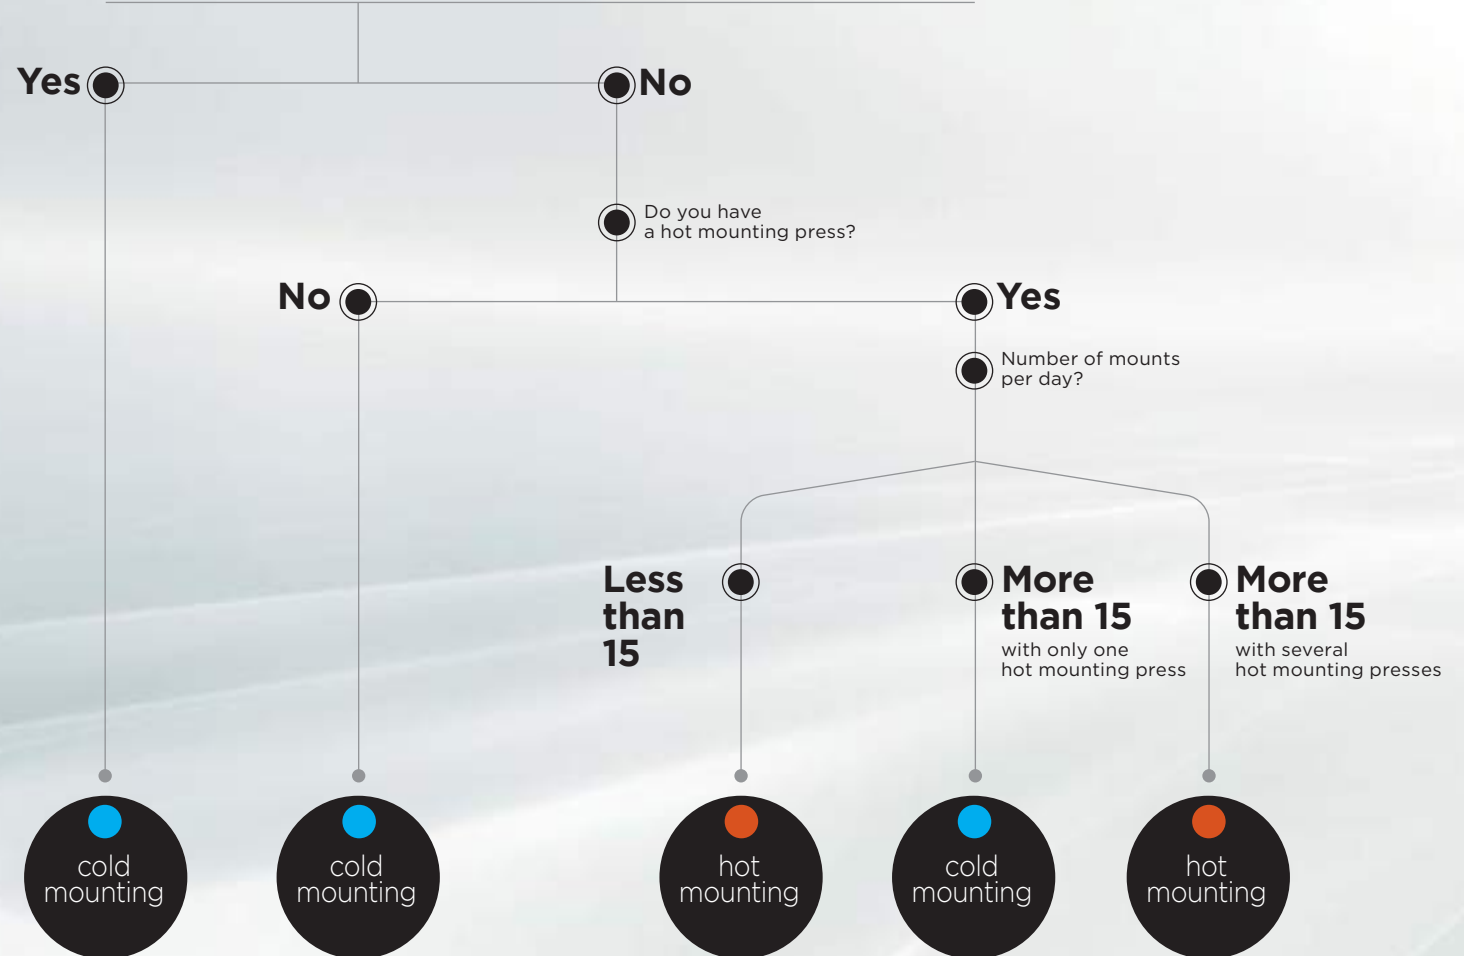 Yes
No
Do you have
a hot mounting press?
No
Yes
Number of mounts
per day?
Less
than
15
More
than 15
with only one
hot mounting press
More
than 15
with several
hot mounting presses
cold
mounting
cold
mounting
hot
mounting
cold
mounting
hot
mounting